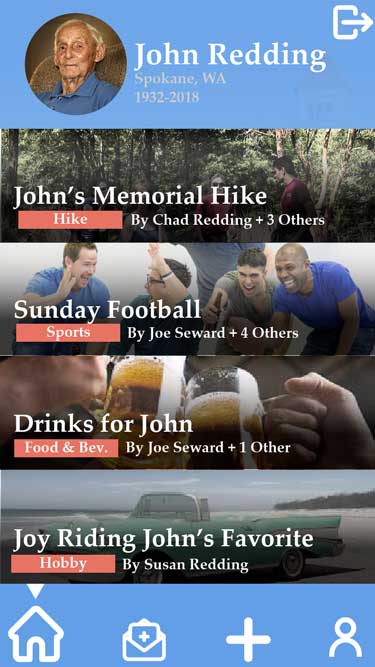 John Redding
Spokane, WA
1932-2018
John's Memorial Hike
Hike By Chad Redding + 3 Others
Sunday Football
Sports By Joe Seward + 4 Others
Drinks for John
Food & Bev. By Joe Seward + 1 Other
Joy Riding John's Favorite
Hobby By Susan Redding